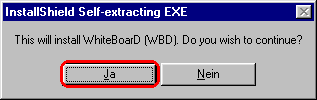 InstallShield Self-extracting EXE
This will install WhiteBoarD (WBD). Do you wish to continue?
Ja
Nein